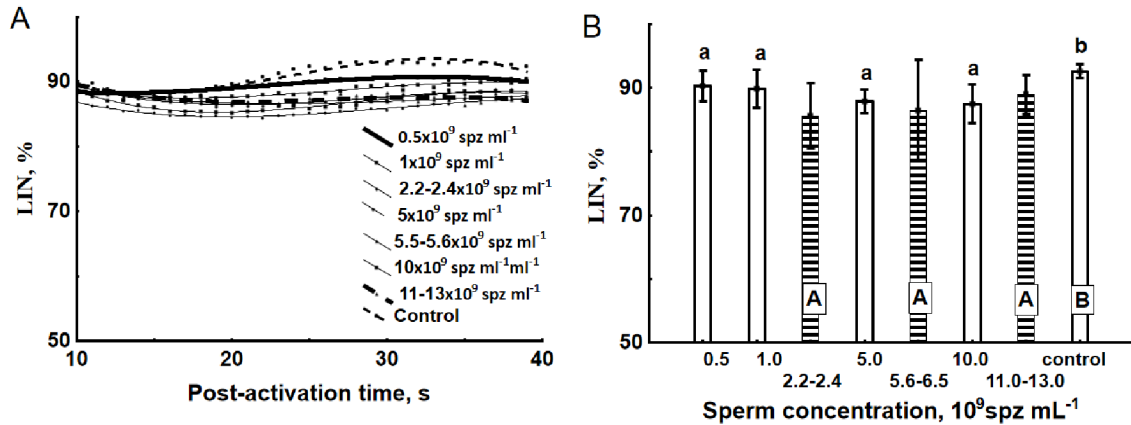 A
LIN, %
90
70
50
10
20
30
40
Post-activation time, s
0.5x10⁹ spz ml⁻¹
1x10⁹ spz ml⁻¹
2.2-2.4x10⁹ spz ml⁻¹
5x10⁹ spz ml⁻¹
5.5-5.6x10⁹ spz ml⁻¹
10x10⁹ spz ml⁻¹ml⁻¹
11-13x10⁹ spz ml⁻¹
Control
B
LIN, %
90
70
50
a
a
a
a
b
A
A
A
B
0.5
1.0
5.0
10.0
control
2.2-2.4
5.6-6.5
11.0-13.0
Sperm concentration, 10⁹spz mL⁻¹